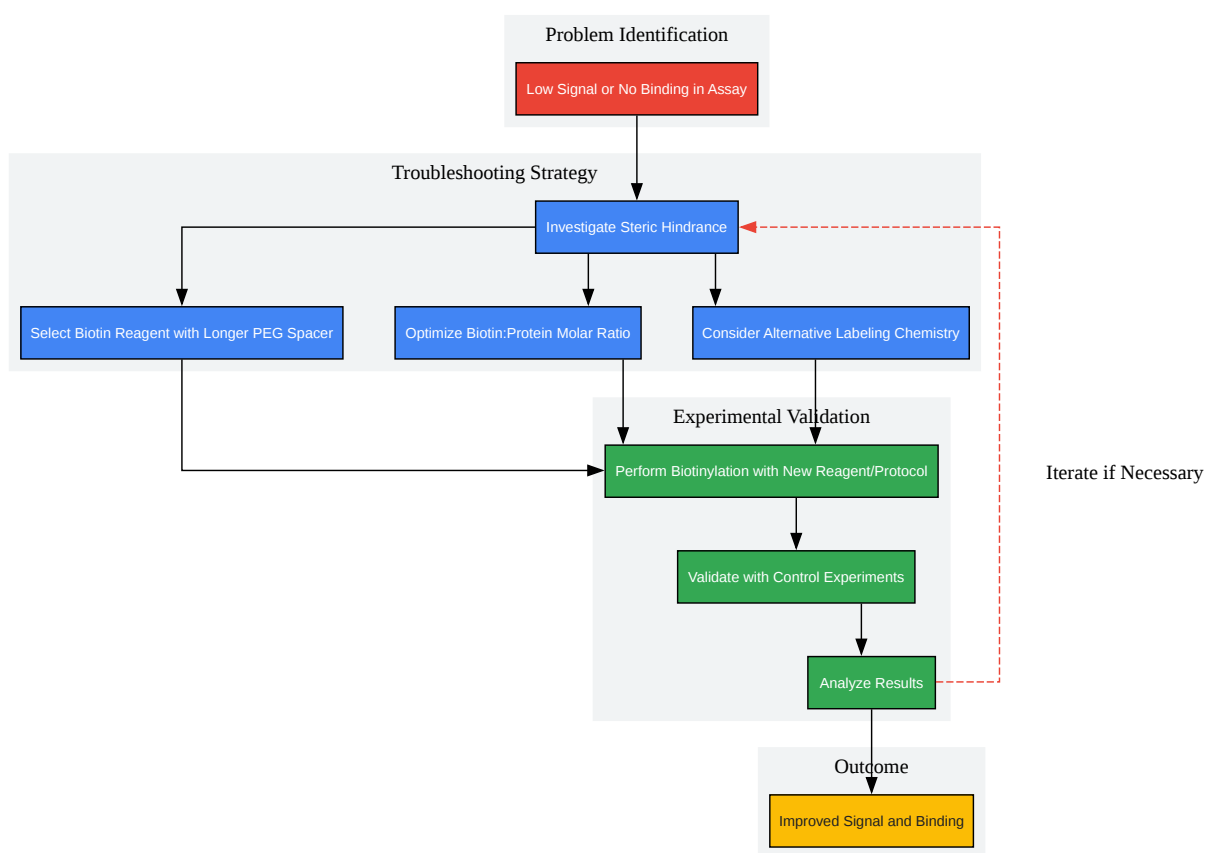 Problem Identification
Low Signal or No Binding in Assay
Troubleshooting Strategy
Investigate Steric Hindrance
Select Biotin Reagent with Longer PEG Spacer
Optimize Biotin:Protein Molar Ratio
Consider Alternative Labeling Chemistry
Experimental Validation
Perform Biotinylation with New Reagent/Protocol
Iterate if Necessary
Validate with Control Experiments
Analyze Results
Outcome
Improved Signal and Binding